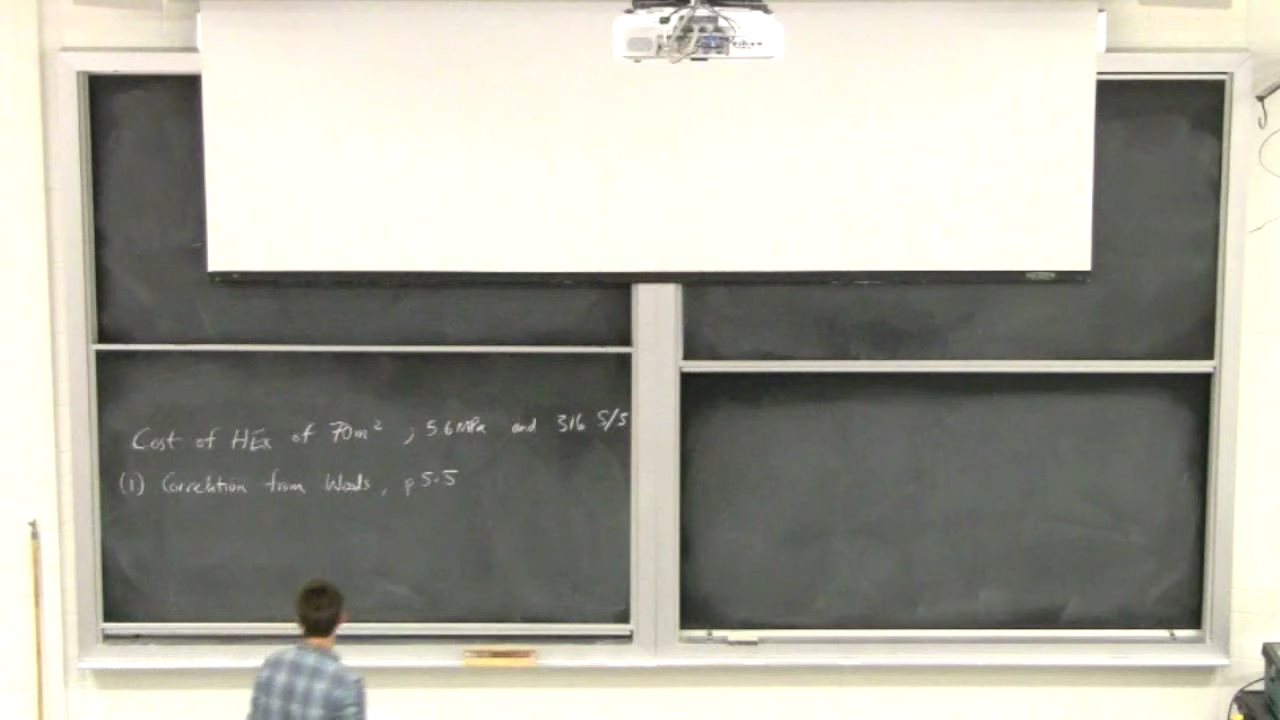 Cost of HEx of 70m² ; 5.6MPa and 316 S/S
(1) Correlation from Woods, p 5-5